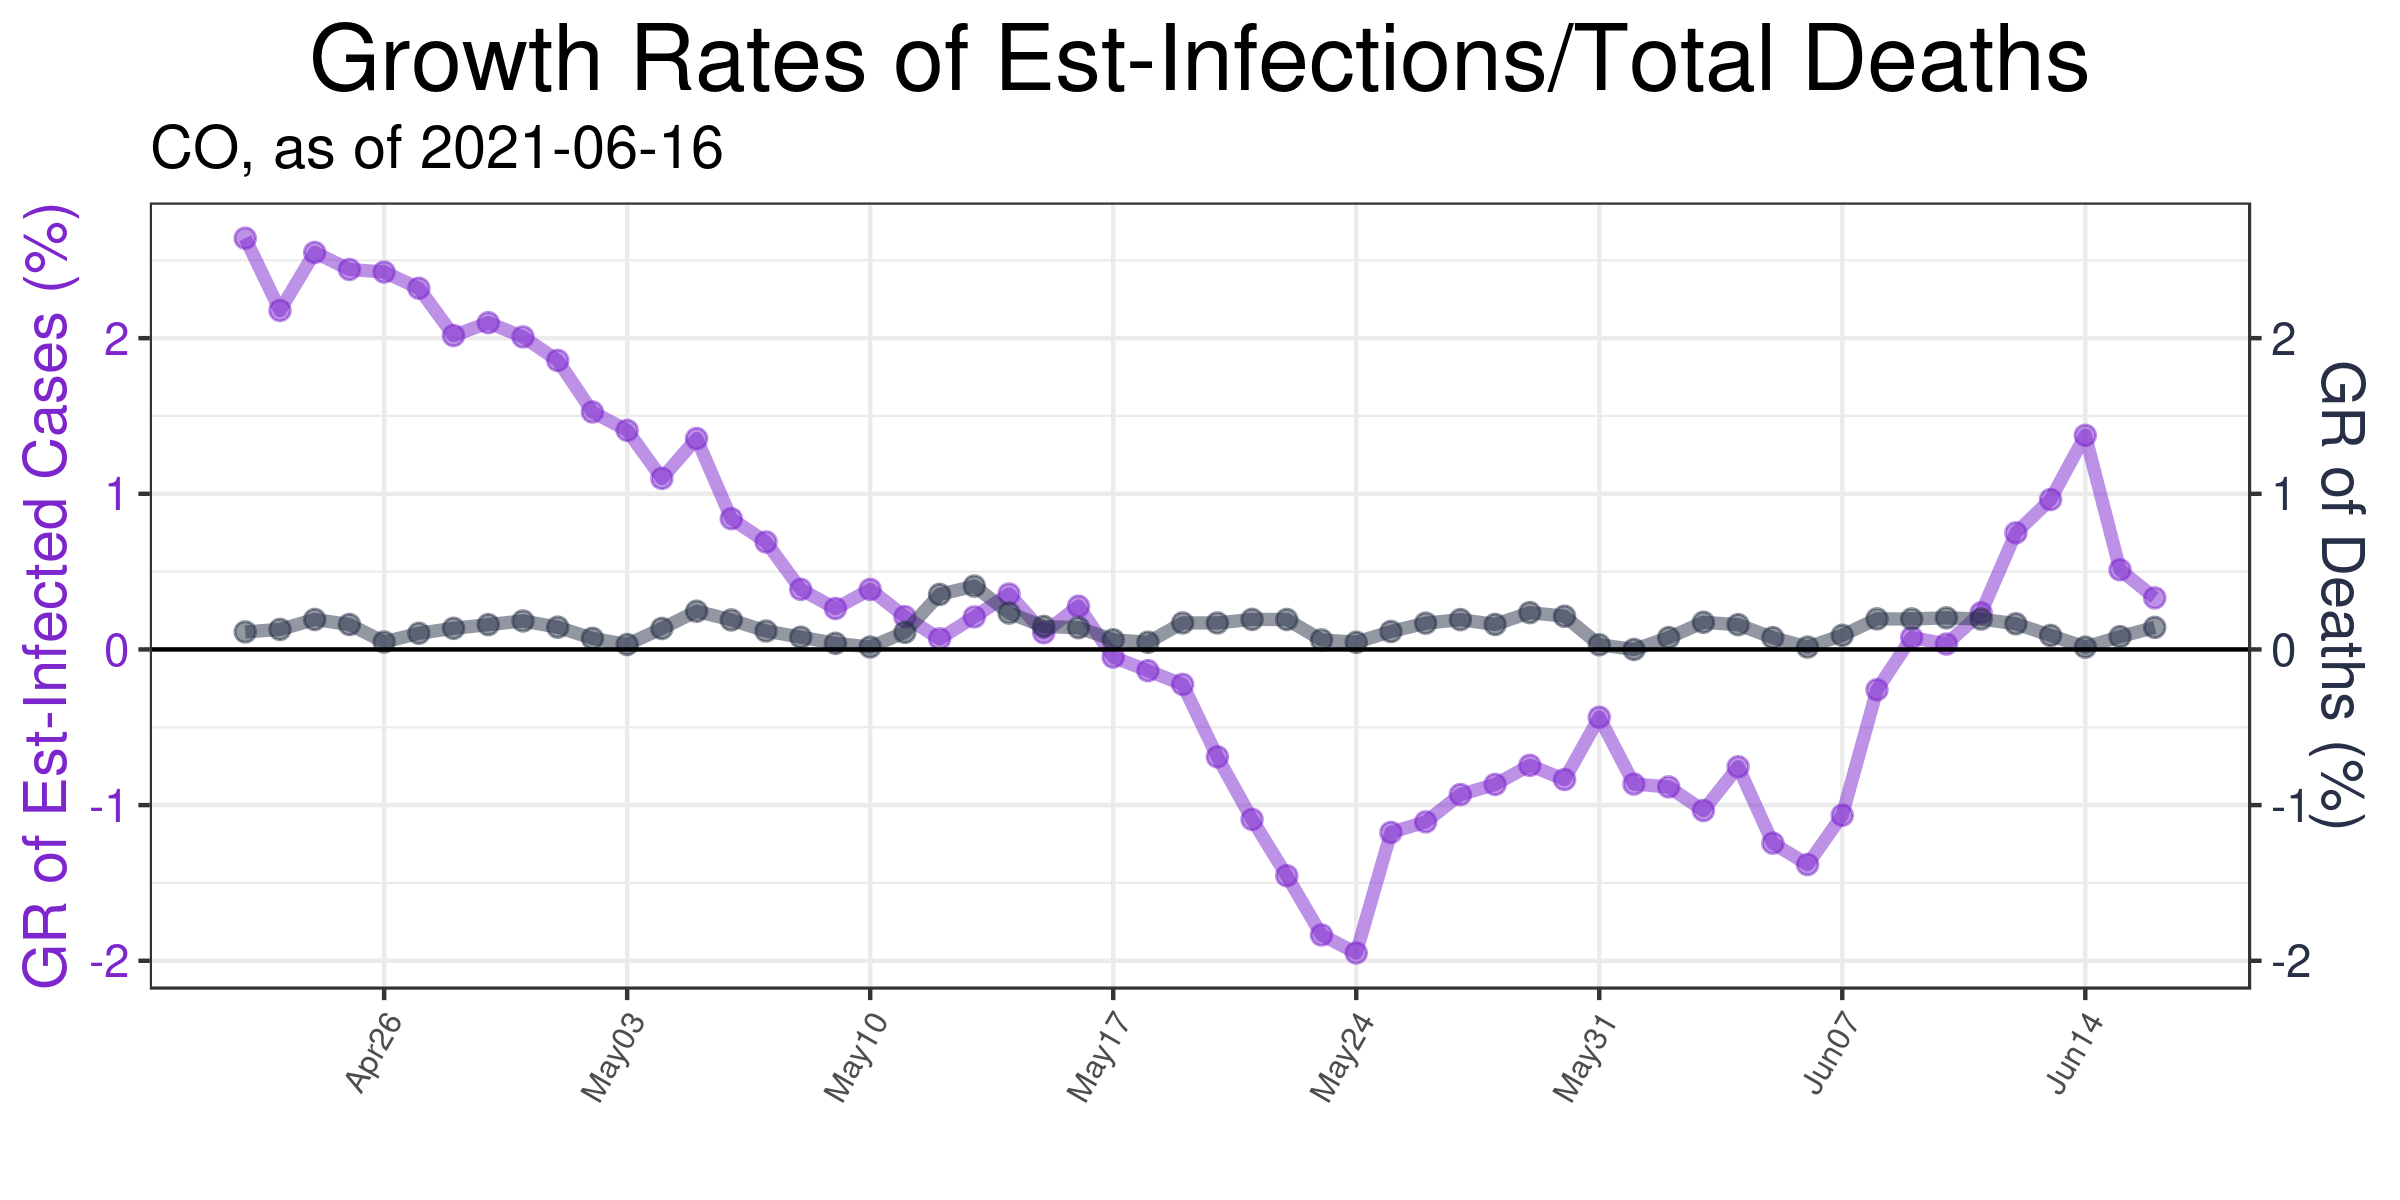 Growth Rates of Est-Infections/Total Deaths
CO, as of 2021-06-16
GR of Est-Infected Cases (%)
2
1
0
-1
-2
2
1
0
-1
-2
GR of Deaths (%)
Apr26
May03
May10
May17
May24
May31
Jun07
Jun14